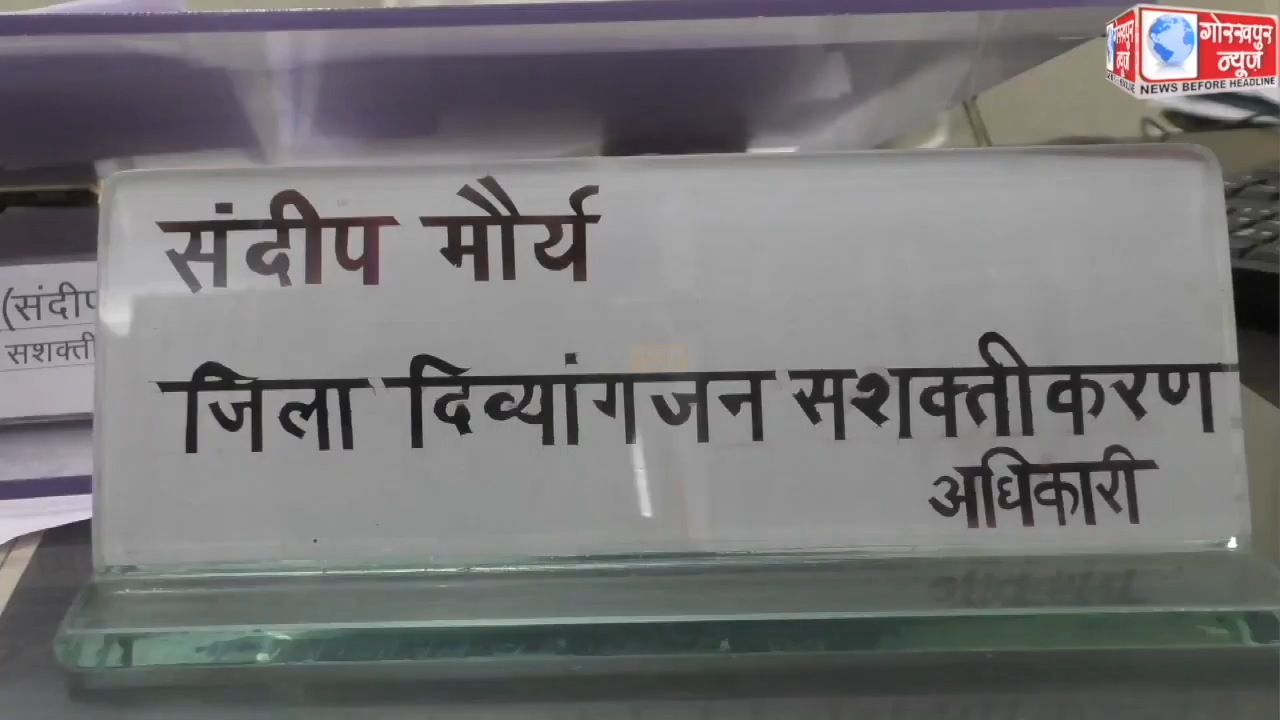 गोरखपुर
न्यूज़
NEWS BEFORE HEADLINE
संदीप मौर्य
जिला दिव्यांगजन सशक्तीकरण
अधिकारी
(संदीप
सशक्ती